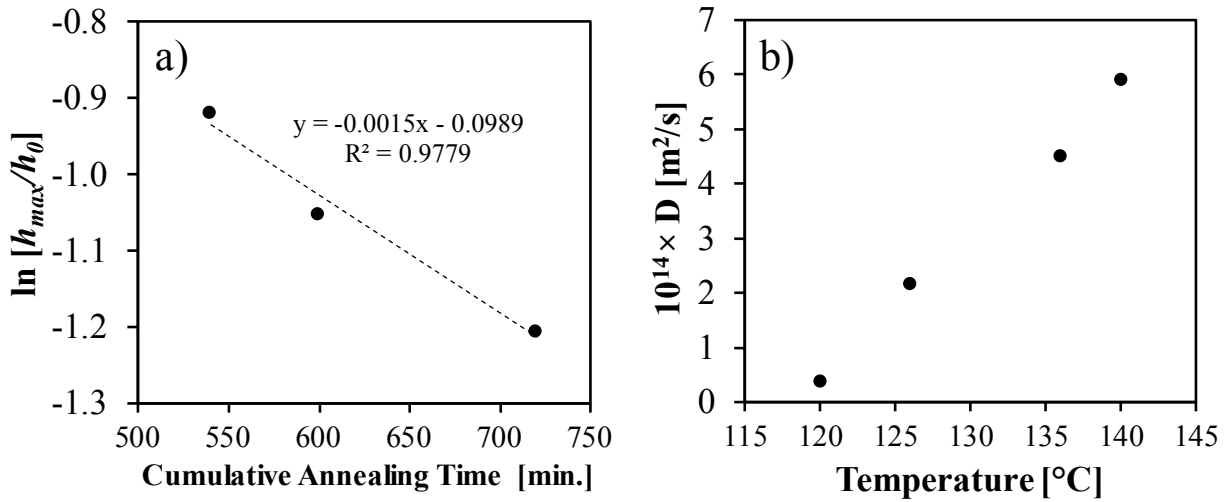 a)
ln [h_max/h_0]
-0.8
-0.9
-1.0
-1.1
-1.2
-1.3
y = -0.0015x - 0.0989
R² = 0.9779
500 550 600 650 700 750
Cumulative Annealing Time [min.]
b)
10¹⁴ × D [m²/s]
7
6
5
4
3
2
1
0
115 120 125 130 135 140 145
Temperature [°C]